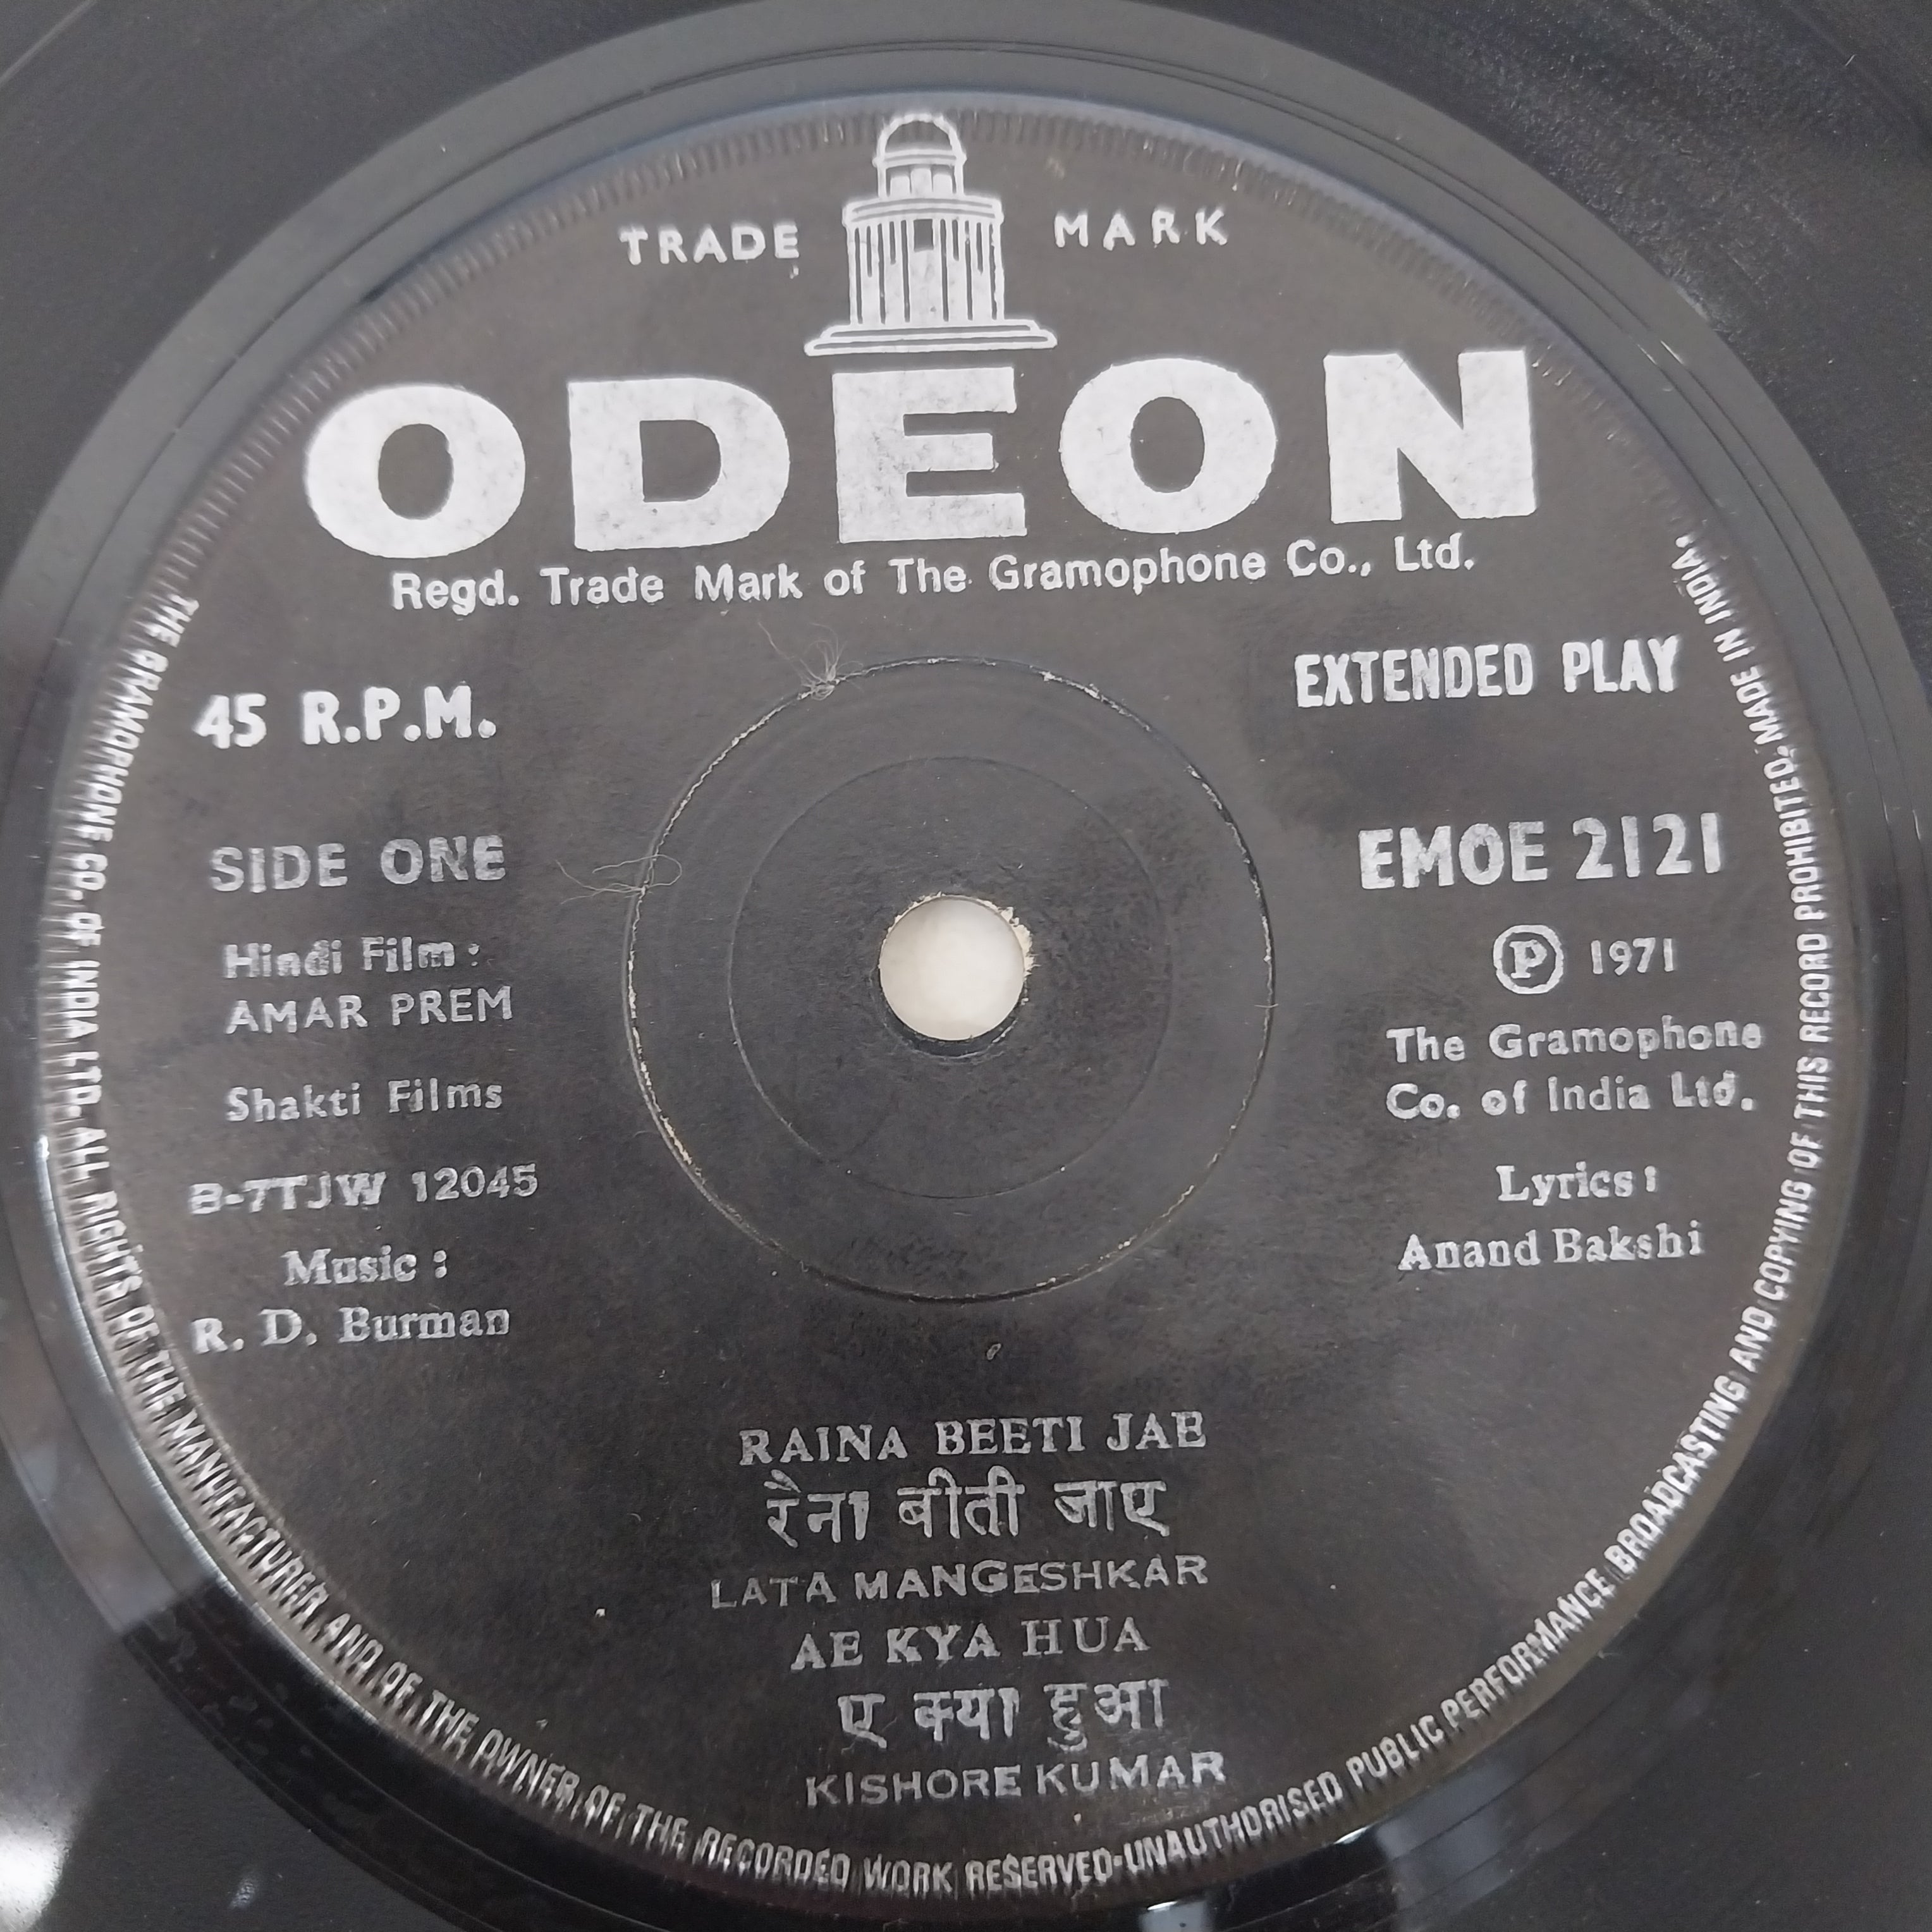 TRADE MARK
ODEON
Regd. Trade Mark of The Gramophone Co., Ltd.
45 R.P.M.
EXTENDED PLAY
SIDE ONE
Hindi Film :
AMAR PREM
Shakti Films
B-7TJW 12045
Music :
R. D. Burman
EMOE 2121
Ⓟ 1971
The Gramophone
Co. of India Ltd.
Lyrics :
Anand Bakshi
RAINA BEETI JAE
रैना बीती जाए
LATA MANGESHKAR
AE KYA HUA
ए क्या हुआ
KISHORE KUMAR
THE GRAMOPHONE CO. OF INDIA LTD. ALL RIGHTS OF THE MANUFACTURER AND OF THE OWNER OF THE RECORDED WORK RESERVED·UNAUTHORISED PUBLIC PERFORMANCE BROADCASTING AND COPYING OF THIS RECORD PROHIBITED. MADE IN INDIA·